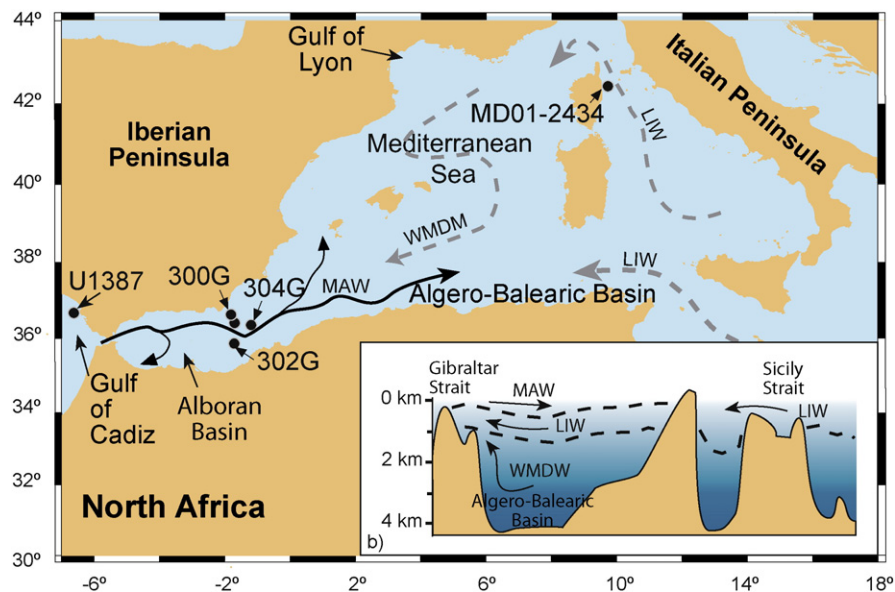 44º
42º
40º
38º
36º
34º
32º
30º
-6º
-2º
2º
6º
10º
14º
18º
Gulf of
Lyon
Iberian
Peninsula
Italian Peninsula
MD01-2434
LIW
Mediterranean
Sea
WMDM
LIW
U1387
300G
304G
MAW
Algero-Balearic Basin
302G
Gulf
of
Cadiz
Alboran
Basin
North Africa
Gibraltar
Strait
Sicily
Strait
0 km
MAW
LIW
LIW
2 km
WMDW
Algero-Balearic
Basin
4 km
b)